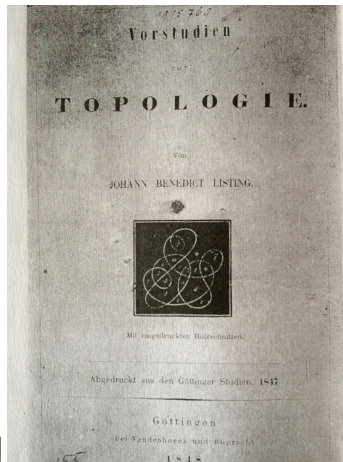 Vorstudien
zur
TOPOLOGIE.
Von
JOHANN BENEDICT LISTING.
(Mit eingedruckten Holzschnitten.)
Abgedruckt aus den Göttinger Studien. 1847
Göttingen
bei Vandenhoeck und Ruprecht
1848